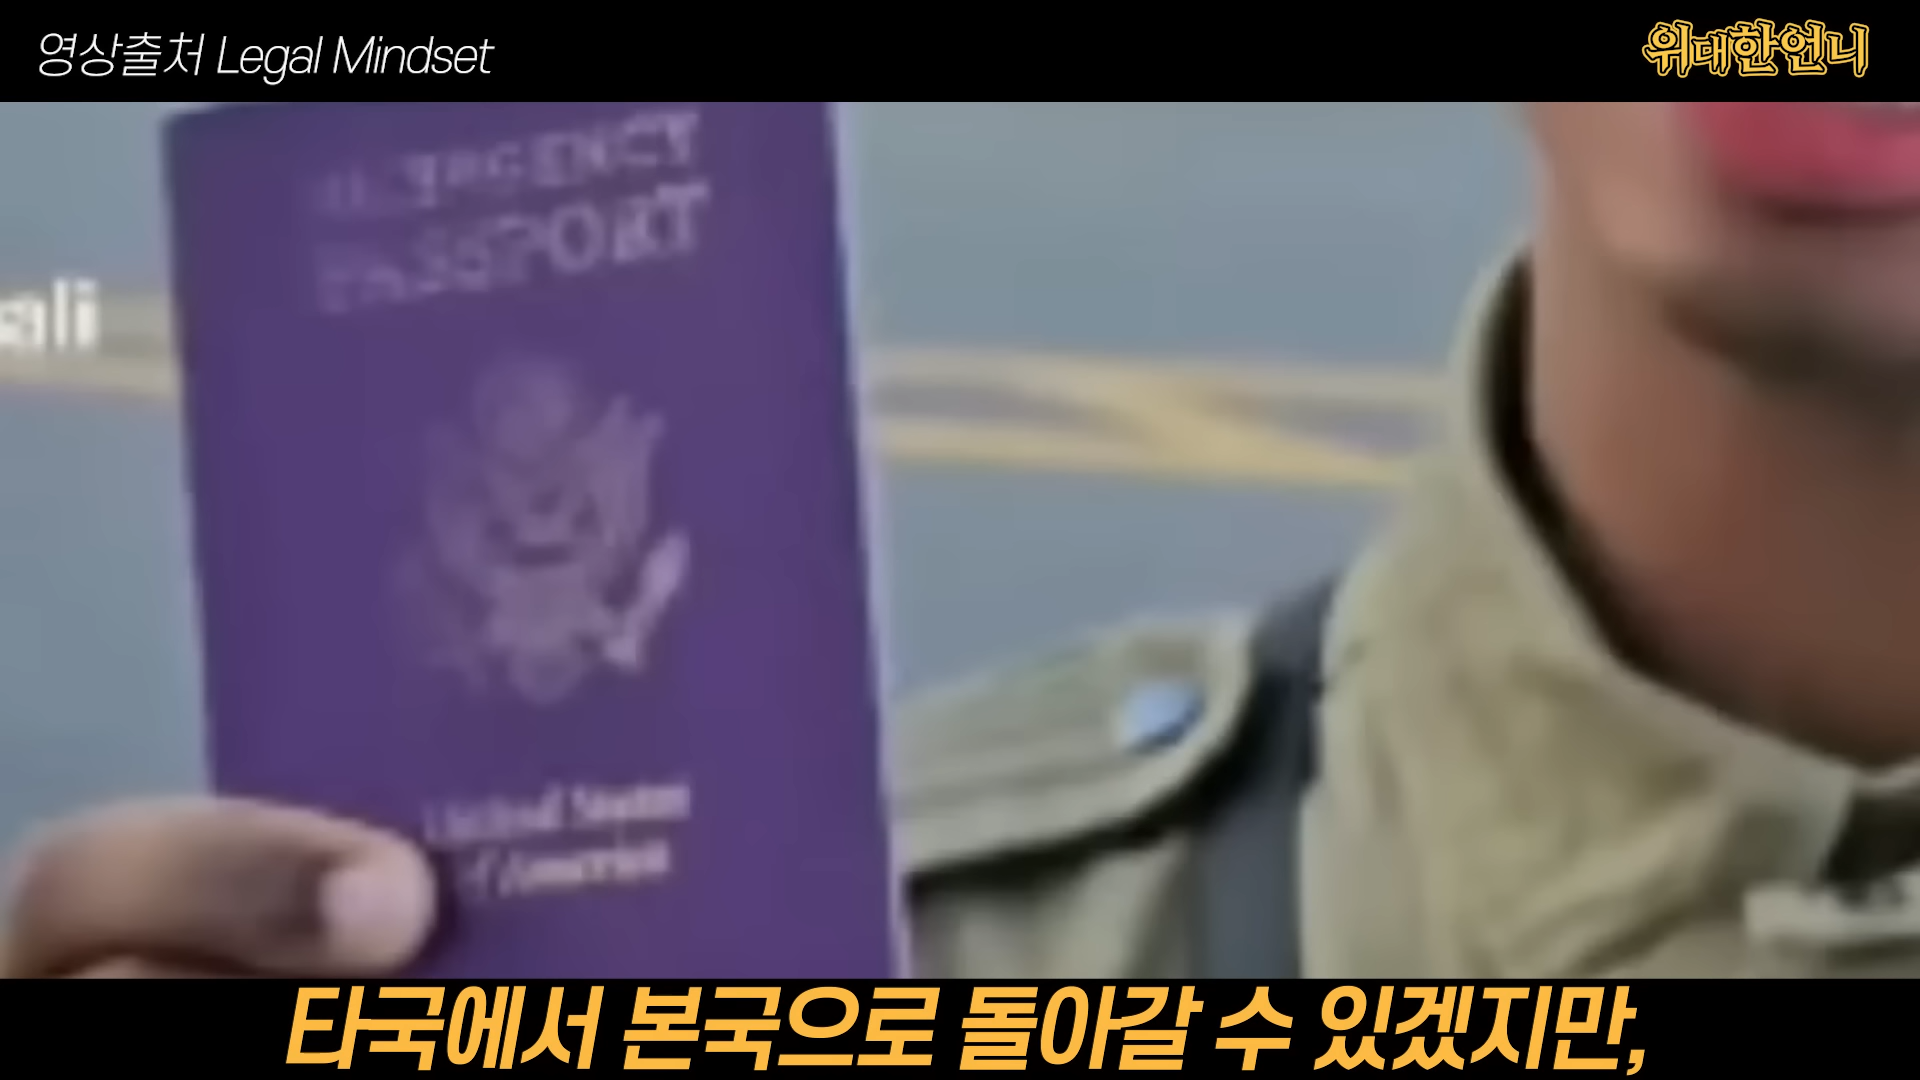 영상출처 Legal Mindset
위대한언니
EMERGENCY
PASSPORT
ali
United States
of America
타국에서 본국으로 돌아갈 수 있겠지만,